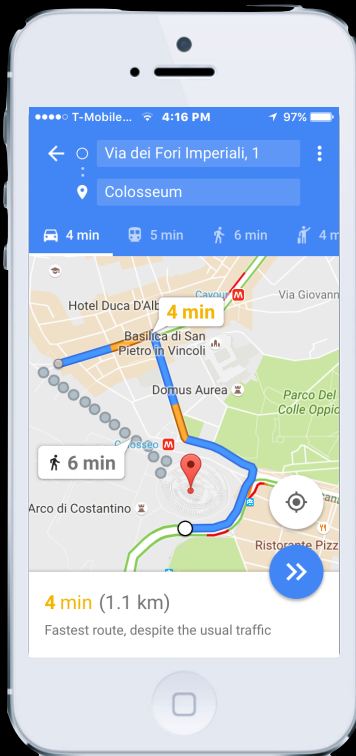 T-Mobile... 4:16 PM 97%
Via dei Fori Imperiali, 1
Colosseum
4 min 5 min 6 min 4 m
Hotel Duca D'Alb
Cavour M
Via Giovann
4 min
Basilica di San
Pietro in Vincoli
Domus Aurea
Parco Del
Colle Oppio
Colosseo M
6 min
Arco di Costantino
Ristorante Pizz
4 min (1.1 km)
Fastest route, despite the usual traffic